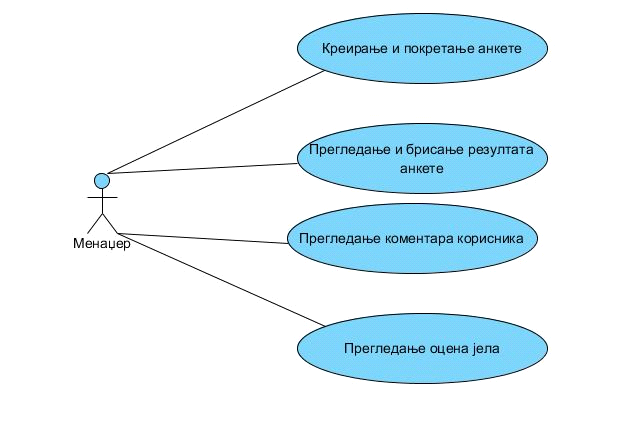 Креирање и покретање анкете
Прегледање и брисање резултата
анкете
Менаџер
Прегледање коментара корисника
Прегледање оцена јела